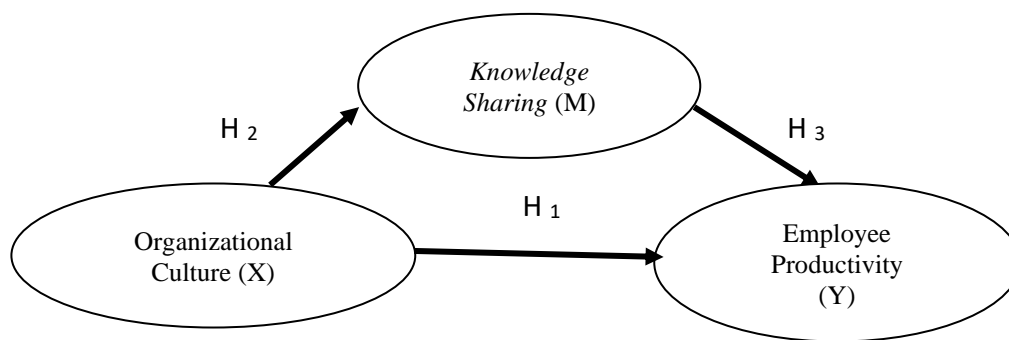 Knowledge
Sharing (M)
H 2
H 3
H 1
Organizational
Culture (X)
Employee
Productivity
(Y)